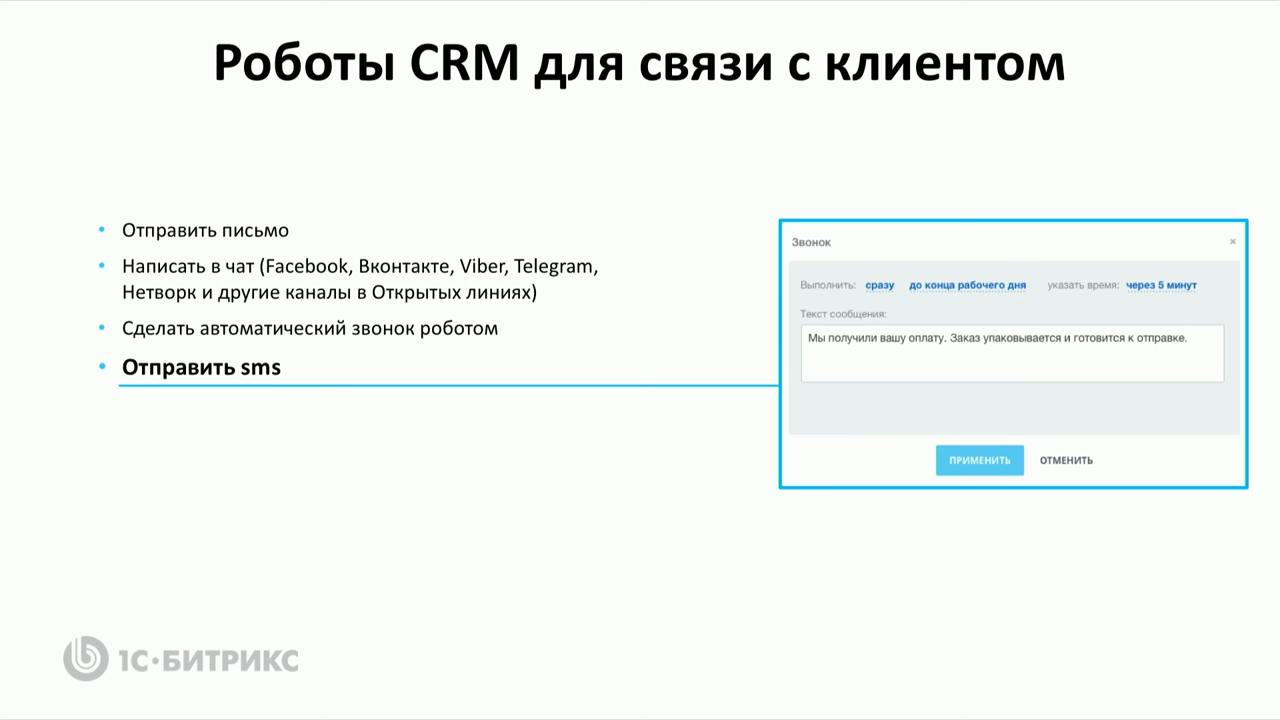 Роботы CRM для связи с клиентом
• Отправить письмо
• Написать в чат (Facebook, Вконтакте, Viber, Telegram,
Нетворк и другие каналы в Открытых линиях)
• Сделать автоматический звонок роботом
• Отправить sms
Звонок ×
Выполнить: сразу до конца рабочего дня указать время: через 5 минут
Текст сообщения:
Мы получили вашу оплату. Заказ упаковывается и готовится к отправке.
ПРИМЕНИТЬ ОТМЕНИТЬ
1С·БИТРИКС